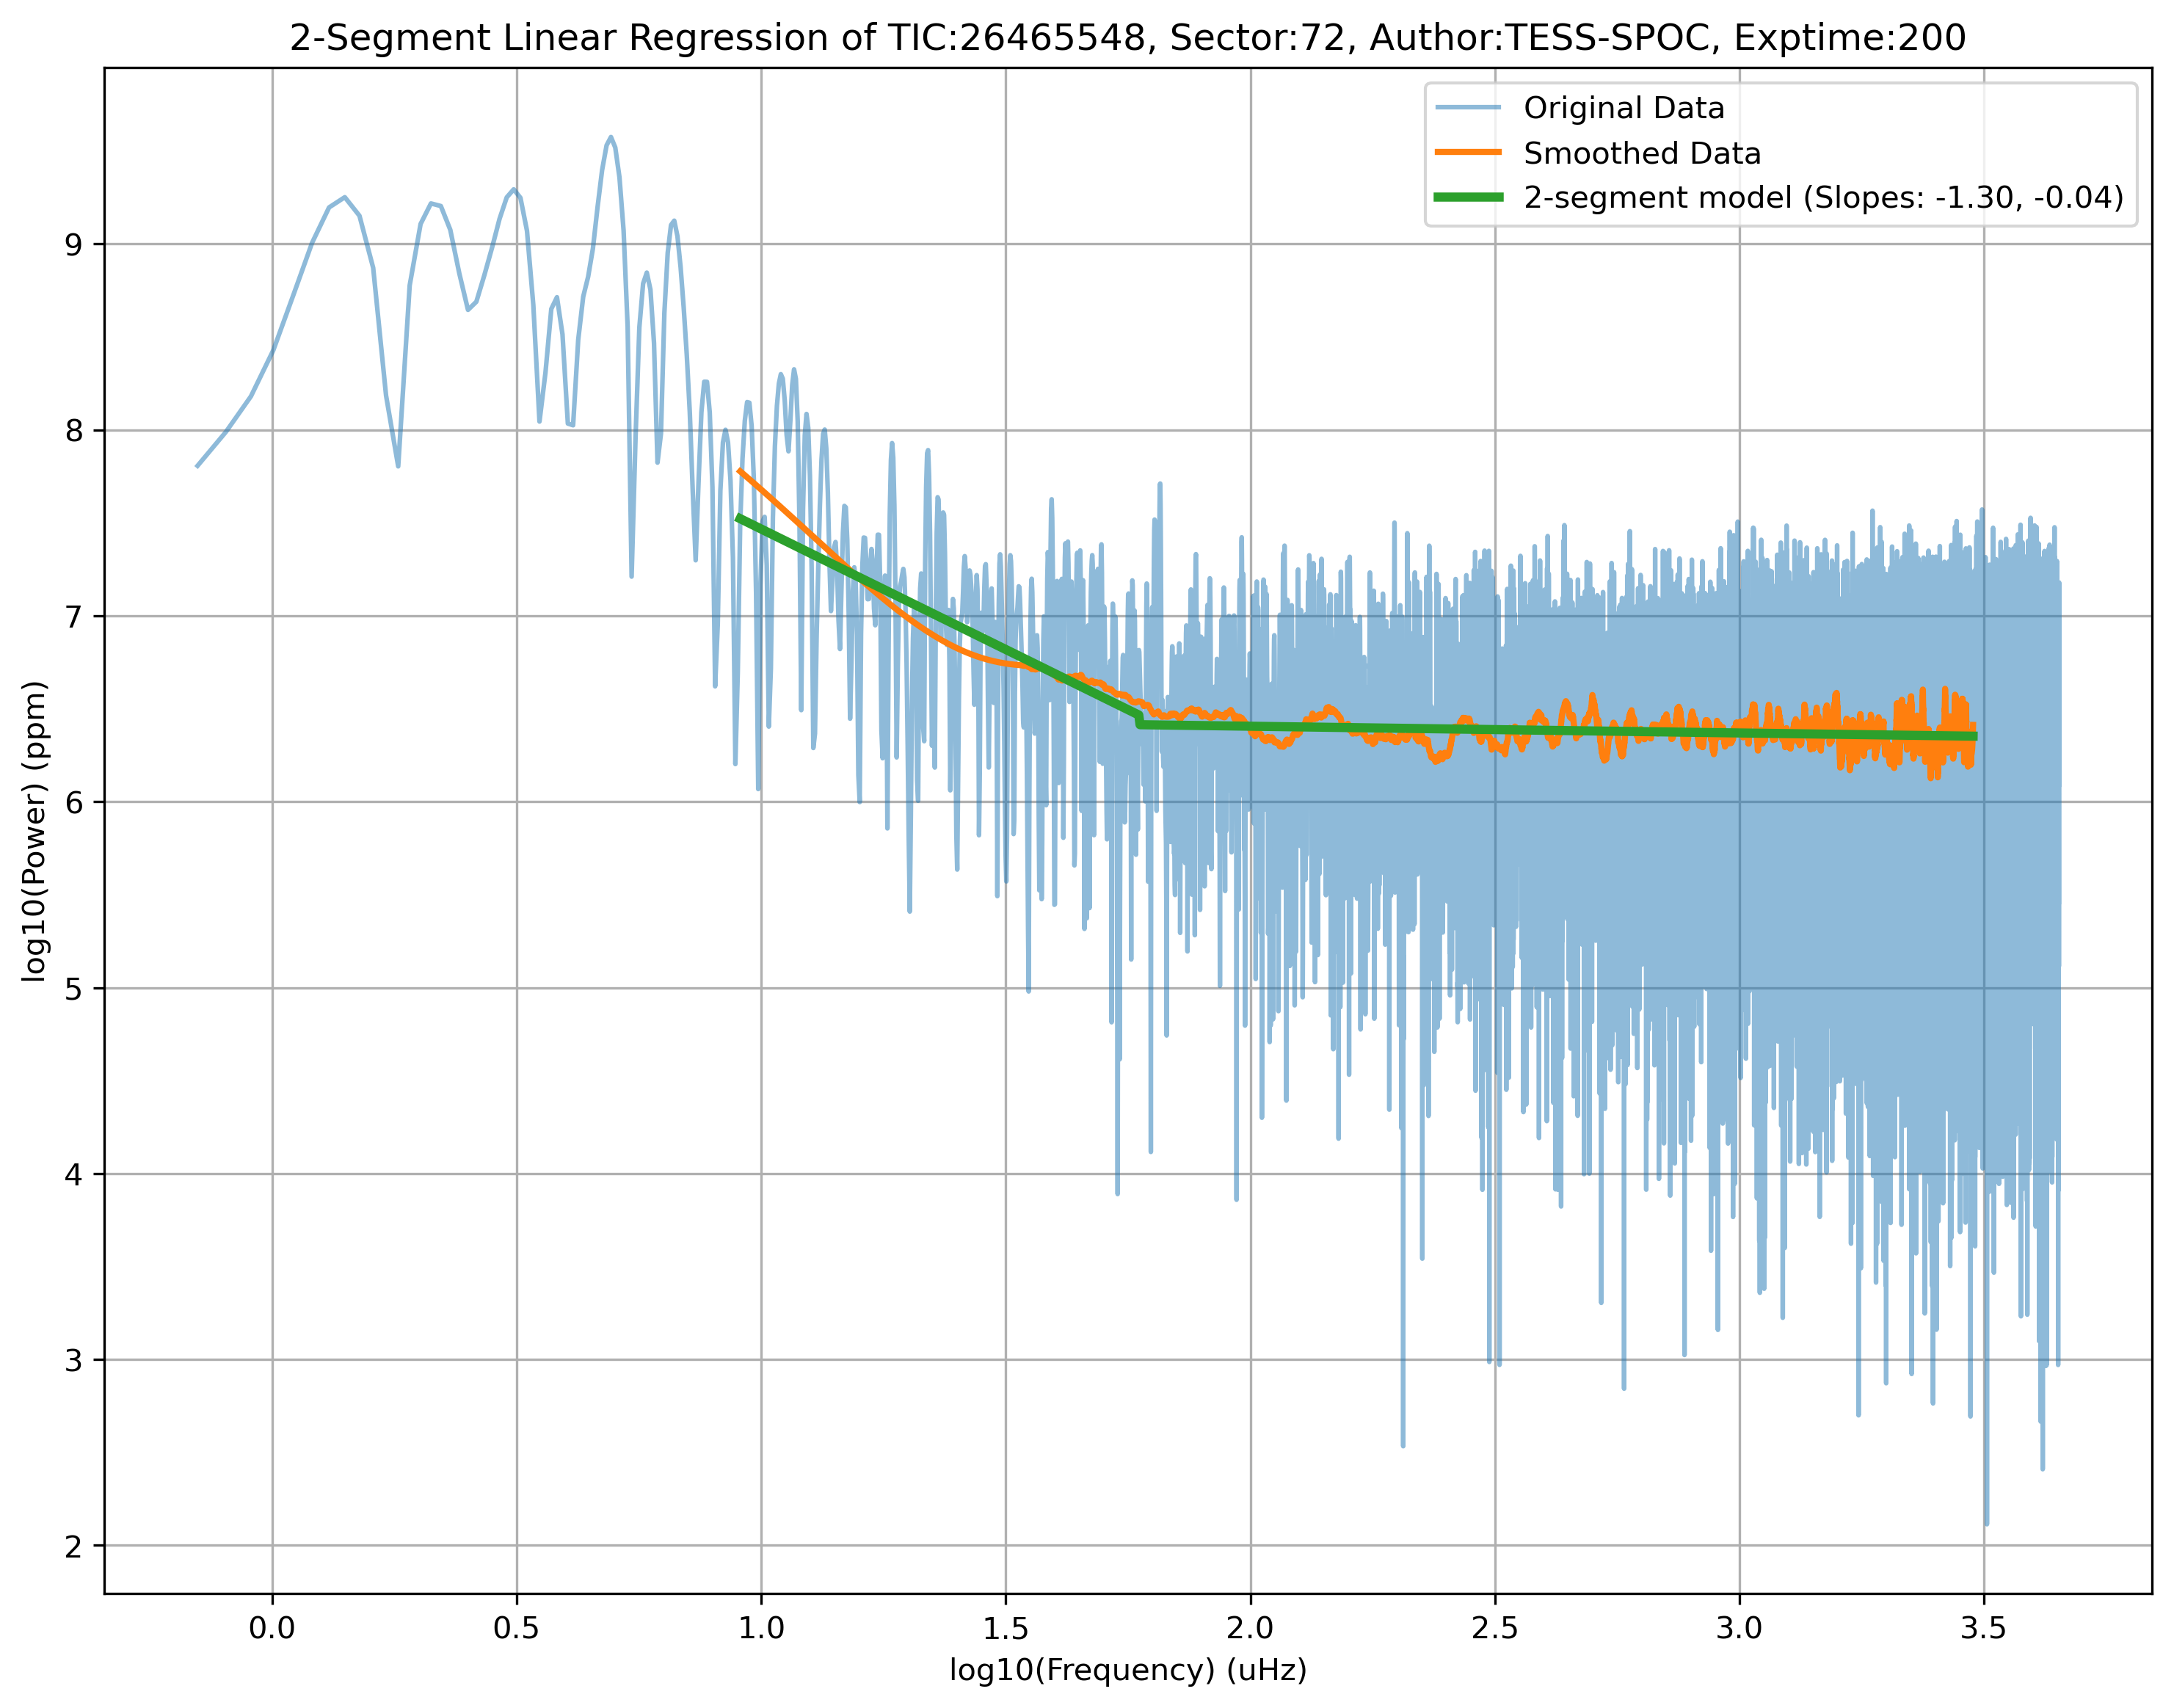 2-Segment Linear Regression of TIC:26465548, Sector:72, Author:TESS-SPOC, Exptime:200
Original Data
Smoothed Data
2-segment model (Slopes: -1.30, -0.04)
log10(Power) (ppm)
9
8
7
6
5
4
3
2
0.0 0.5 1.0 1.5 2.0 2.5 3.0 3.5
log10(Frequency) (uHz)